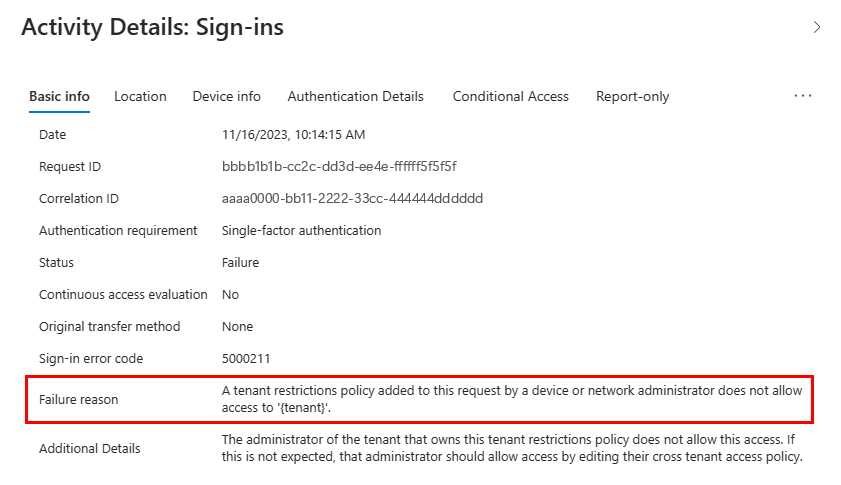 Activity Details: Sign-ins
Basic info Location Device info Authentication Details Conditional Access Report-only ...
Date 11/16/2023, 10:14:15 AM
Request ID bbbb1b1b-cc2c-dd3d-ee4e-ffffff5f5f5f
Correlation ID aaaa0000-bb11-2222-33cc-444444dddddd
Authentication requirement Single-factor authentication
Status Failure
Continuous access evaluation No
Original transfer method None
Sign-in error code 5000211
Failure reason A tenant restrictions policy added to this request by a device or network administrator does not allow
access to '{tenant}'.
Additional Details The administrator of the tenant that owns this tenant restrictions policy does not allow this access. If
this is not expected, that administrator should allow access by editing their cross tenant access policy.